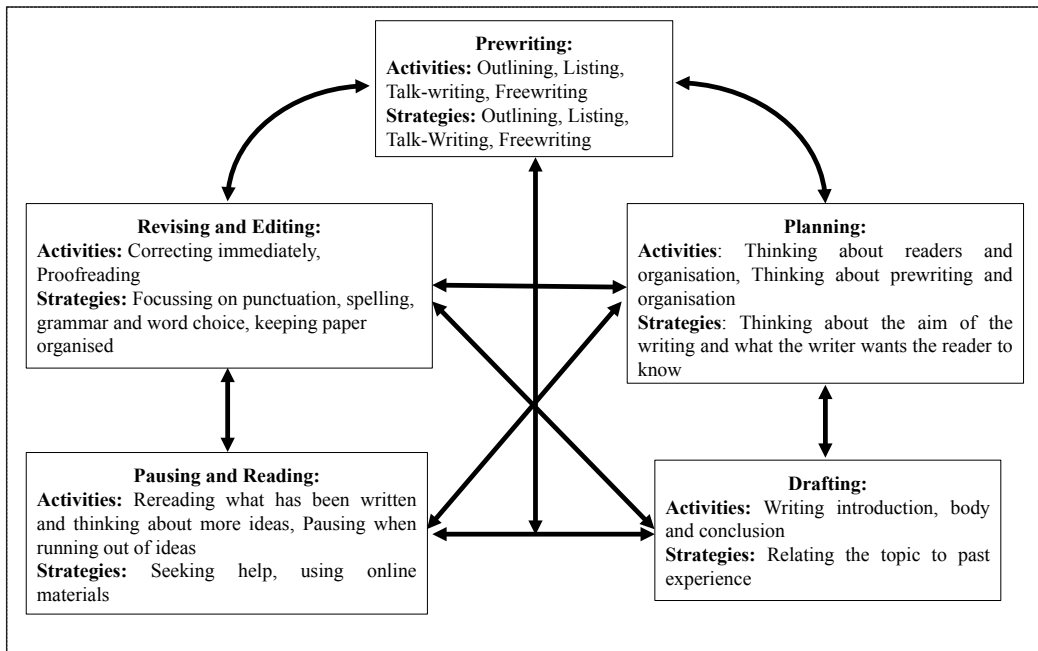 Prewriting:
Activities: Outlining, Listing,
Talk-writing, Freewriting
Strategies: Outlining, Listing,
Talk-Writing, Freewriting
Revising and Editing:
Activities: Correcting immediately,
Proofreading
Strategies: Focussing on punctuation, spelling,
grammar and word choice, keeping paper
organised
Planning:
Activities: Thinking about readers and
organisation, Thinking about prewriting and
organisation
Strategies: Thinking about the aim of the
writing and what the writer wants the reader to
know
Pausing and Reading:
Activities: Rereading what has been written
and thinking about more ideas, Pausing when
running out of ideas
Strategies: Seeking help, using online
materials
Drafting:
Activities: Writing introduction, body
and conclusion
Strategies: Relating the topic to past
experience